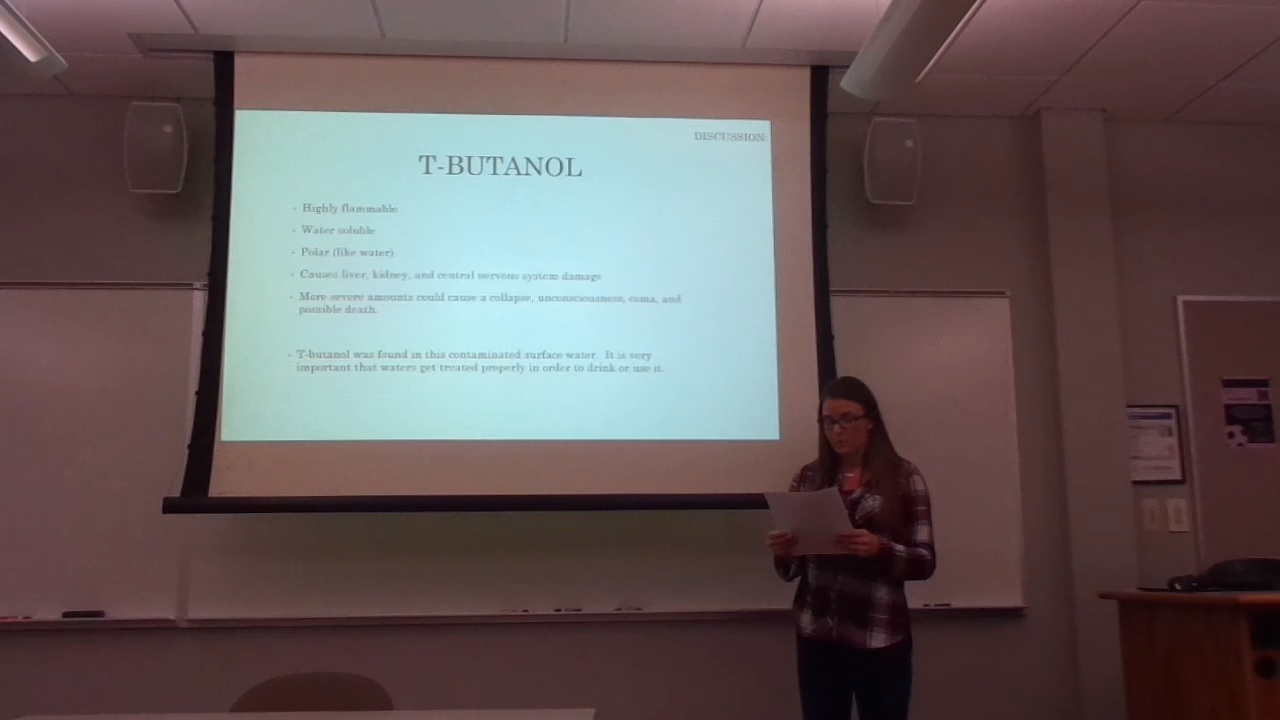 DISCUSSION:
T-BUTANOL
- Highly flammable
- Water soluble
- Polar (like water)
- Causes liver, kidney, and central nervous system damage
- More severe amounts could cause a collapse, unconsciousness, coma, and
possible death.
- T-butanol was found in this contaminated surface water. It is very
important that waters get treated properly in order to drink or use it.